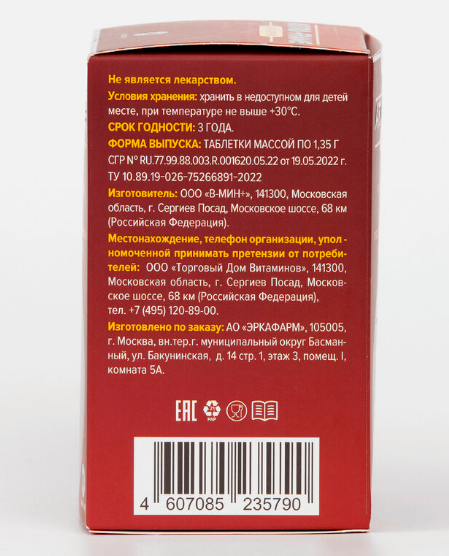 Не является лекарством.
Условия хранения: хранить в недоступном для детей
месте, при температуре не выше +30°С.
СРОК ГОДНОСТИ: 3 ГОДА.
ФОРМА ВЫПУСКА: ТАБЛЕТКИ МАССОЙ ПО 1,35 Г
СГР № RU.77.99.88.003.R.001620.05.22 от 19.05.2022 г.
ТУ 10.89.19-026-75266891-2022
Изготовитель: ООО «В-МИН+», 141300, Московская
область, г. Сергиев Посад, Московское шоссе, 68 км
(Российская Федерация).
Местонахождение, телефон организации, упол-
номоченной принимать претензии от потреби-
телей: ООО «Торговый Дом Витаминов», 141300,
Московская область, г. Сергиев Посад, Москов-
ское шоссе, 68 км (Российская Федерация),
тел. +7 (495) 120-89-00.
Изготовлено по заказу: АО «ЭРКАФАРМ», 105005,
г. Москва, вн.тер.г. муниципальный округ Басман-
ный, ул. Бакунинская, д. 14 стр. 1, этаж 3, помещ. I,
комната 5А.
ЕАС
PAP
4 607085 235790